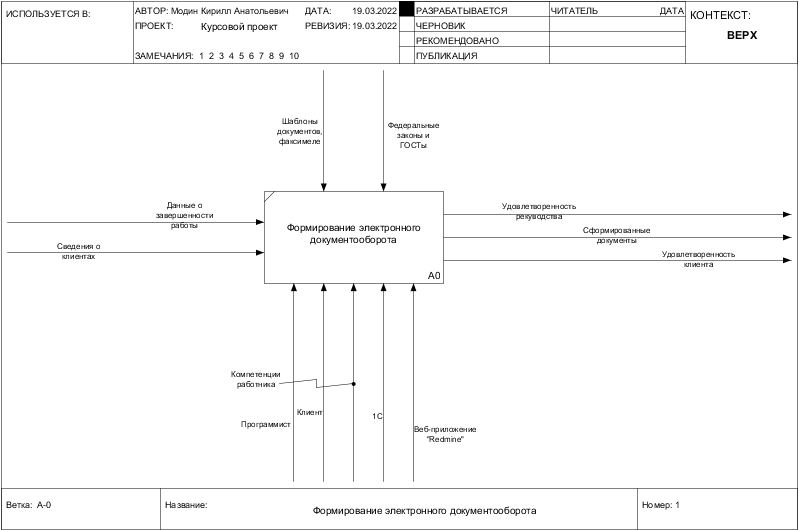 ИСПОЛЬЗУЕТСЯ В:
АВТОР: Модин Кирилл Анатольевич ДАТА: 19.03.2022
ПРОЕКТ: Курсовой проект РЕВИЗИЯ: 19.03.2022
ЗАМЕЧАНИЯ: 1 2 3 4 5 6 7 8 9 10
РАЗРАБАТЫВАЕТСЯ
ЧЕРНОВИК
РЕКОМЕНДОВАНО
ПУБЛИКАЦИЯ
ЧИТАТЕЛЬ ДАТА
КОНТЕКСТ:
ВЕРХ
Шаблоны
документов,
факсимеле
Федеральные
законы и
ГОСТы
Данные о
завершенности
работы
Сведения о
клиентах
Формирование электронного
документооборота
A0
Удовлетворенность
рекуводства
Сформированные
документы
Удовлетворенность
клиента
Компетенции
работника
Программист
Клиент
1С
Веб-приложение
"Redmine"
Ветка: А-0
Название:
Формирование электронного документооборота
Номер: 1